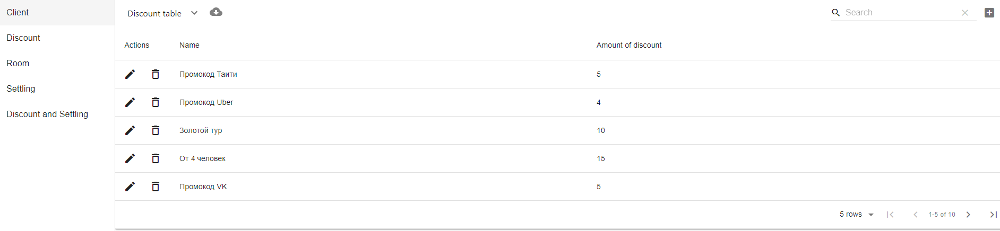 Client
Discount
Room
Settling
Discount and Settling
Discount table
Search
Actions Name Amount of discount
Промокод Таити 5
Промокод Uber 4
Золотой тур 10
От 4 человек 15
Промокод VK 5
5 rows 1-5 of 10